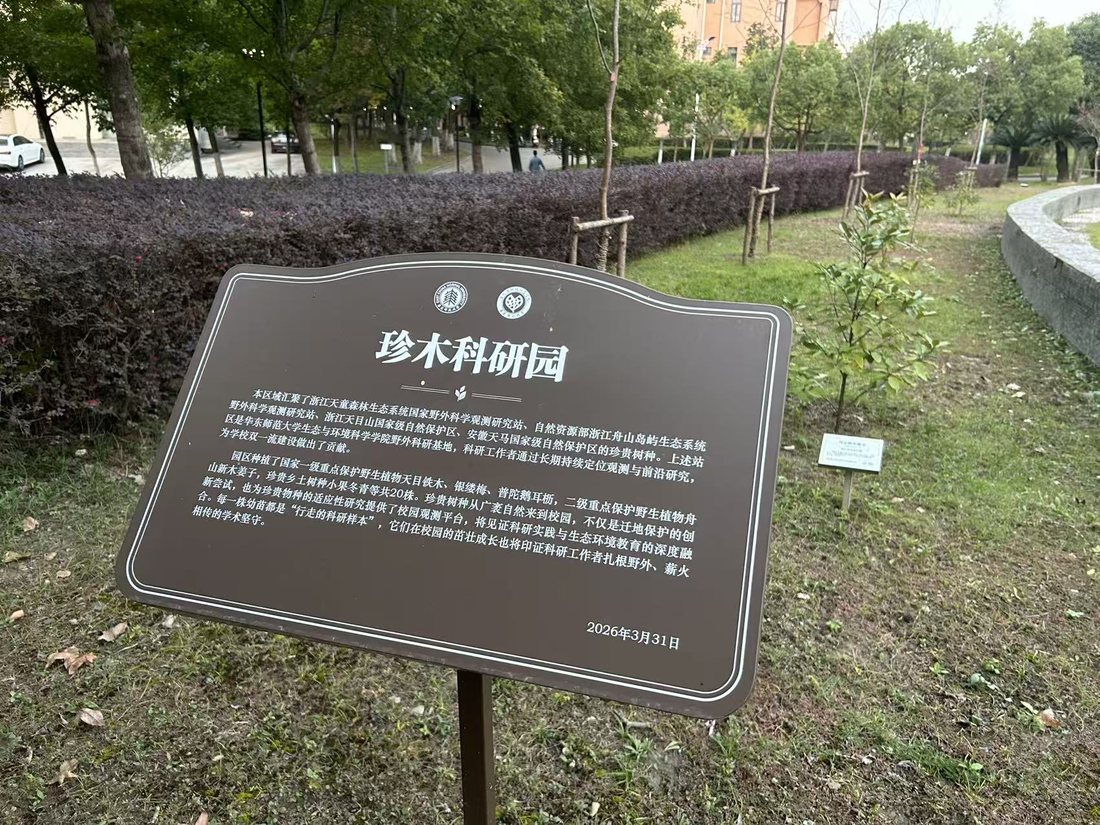 珍木科研园
本区域汇聚了浙江天童森林生态系统国家野外科学观测研究站、自然资源部浙江舟山岛屿生态系统
野外科学观测研究站、浙江天目山国家级自然保护区、安徽天马国家级自然保护区的珍贵树种。上述站
区是华东师范大学生态与环境科学学院野外科研基地，科研工作者通过长期持续定位观测与前沿研究，
为学校双一流建设做出了贡献。
园区种植了国家一级重点保护野生植物天目铁木、银缕梅、普陀鹅耳枥，二级重点保护野生植物舟
山新木姜子，珍贵乡土树种小果冬青等共20株。珍贵树种从广袤自然来到校园，不仅是迁地保护的创
新尝试，也为珍贵物种的适应性研究提供了校园观测平台，将见证科研实践与生态环境教育的深度融
合。每一株幼苗都是“行走的科研样本”，它们在校园的茁壮成长也将印证科研工作者扎根野外、薪火
相传的学术坚守。
2026年3月31日